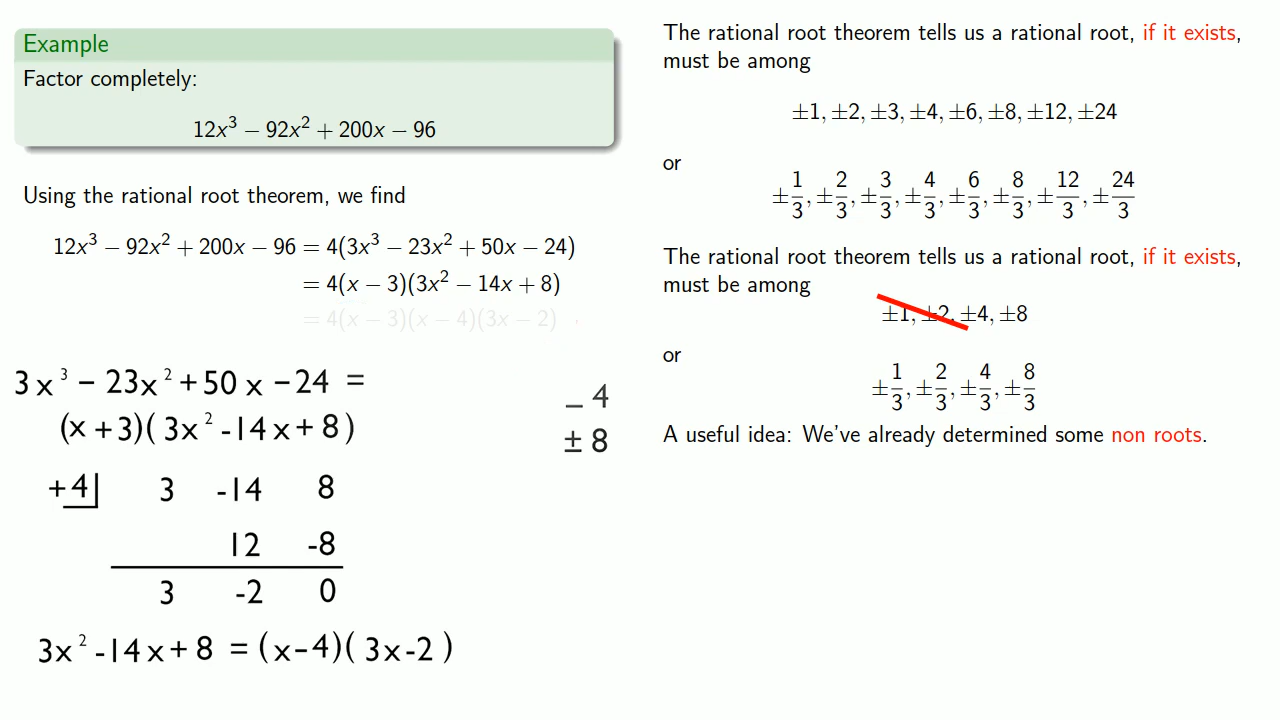 Example
Factor completely:
12x³ − 92x² + 200x − 96
Using the rational root theorem, we find
12x³ − 92x² + 200x − 96 = 4(3x³ − 23x² + 50x − 24)
= 4(x − 3)(3x² − 14x + 8)
= 4(x − 3)(x − 4)(3x − 2)
3x³ − 23x² + 50x − 24 =
(x + 3)(3x² - 14x + 8)
− 4
± 8
+4 3 -14 8
12 -8
3 -2 0
3x² - 14x + 8 = (x − 4)(3x - 2)
The rational root theorem tells us a rational root, if it exists,
must be among
±1, ±2, ±3, ±4, ±6, ±8, ±12, ±24
or
±1/3, ±2/3, ±3/3, ±4/3, ±6/3, ±8/3, ±12/3, ±24/3
The rational root theorem tells us a rational root, if it exists,
must be among
±1, ±2, ±4, ±8
or
±1/3, ±2/3, ±4/3, ±8/3
A useful idea: We've already determined some non roots.